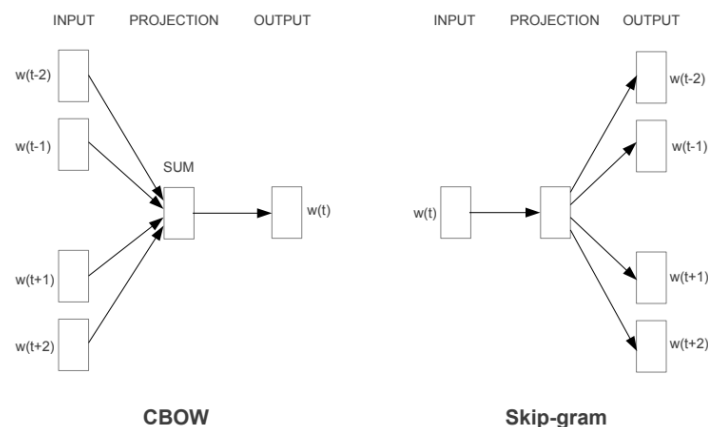 INPUT PROJECTION OUTPUT
w(t-2)
w(t-1)
SUM
w(t)
w(t+1)
w(t+2)
CBOW
INPUT PROJECTION OUTPUT
w(t-2)
w(t-1)
w(t)
w(t+1)
w(t+2)
Skip-gram